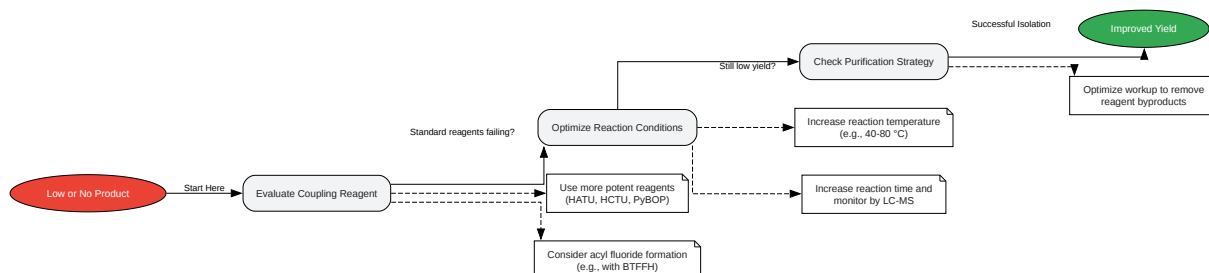 Low or No Product
Start Here
Evaluate Coupling Reagent
Standard reagents failing?
Use more potent reagents
(HATU, HCTU, PyBOP)
Consider acyl fluoride formation
(e.g., with BTFFH)
Optimize Reaction Conditions
Still low yield?
Increase reaction temperature
(e.g., 40-80 °C)
Increase reaction time and
monitor by LC-MS
Check Purification Strategy
Successful Isolation
Improved Yield
Optimize workup to remove
reagent byproducts